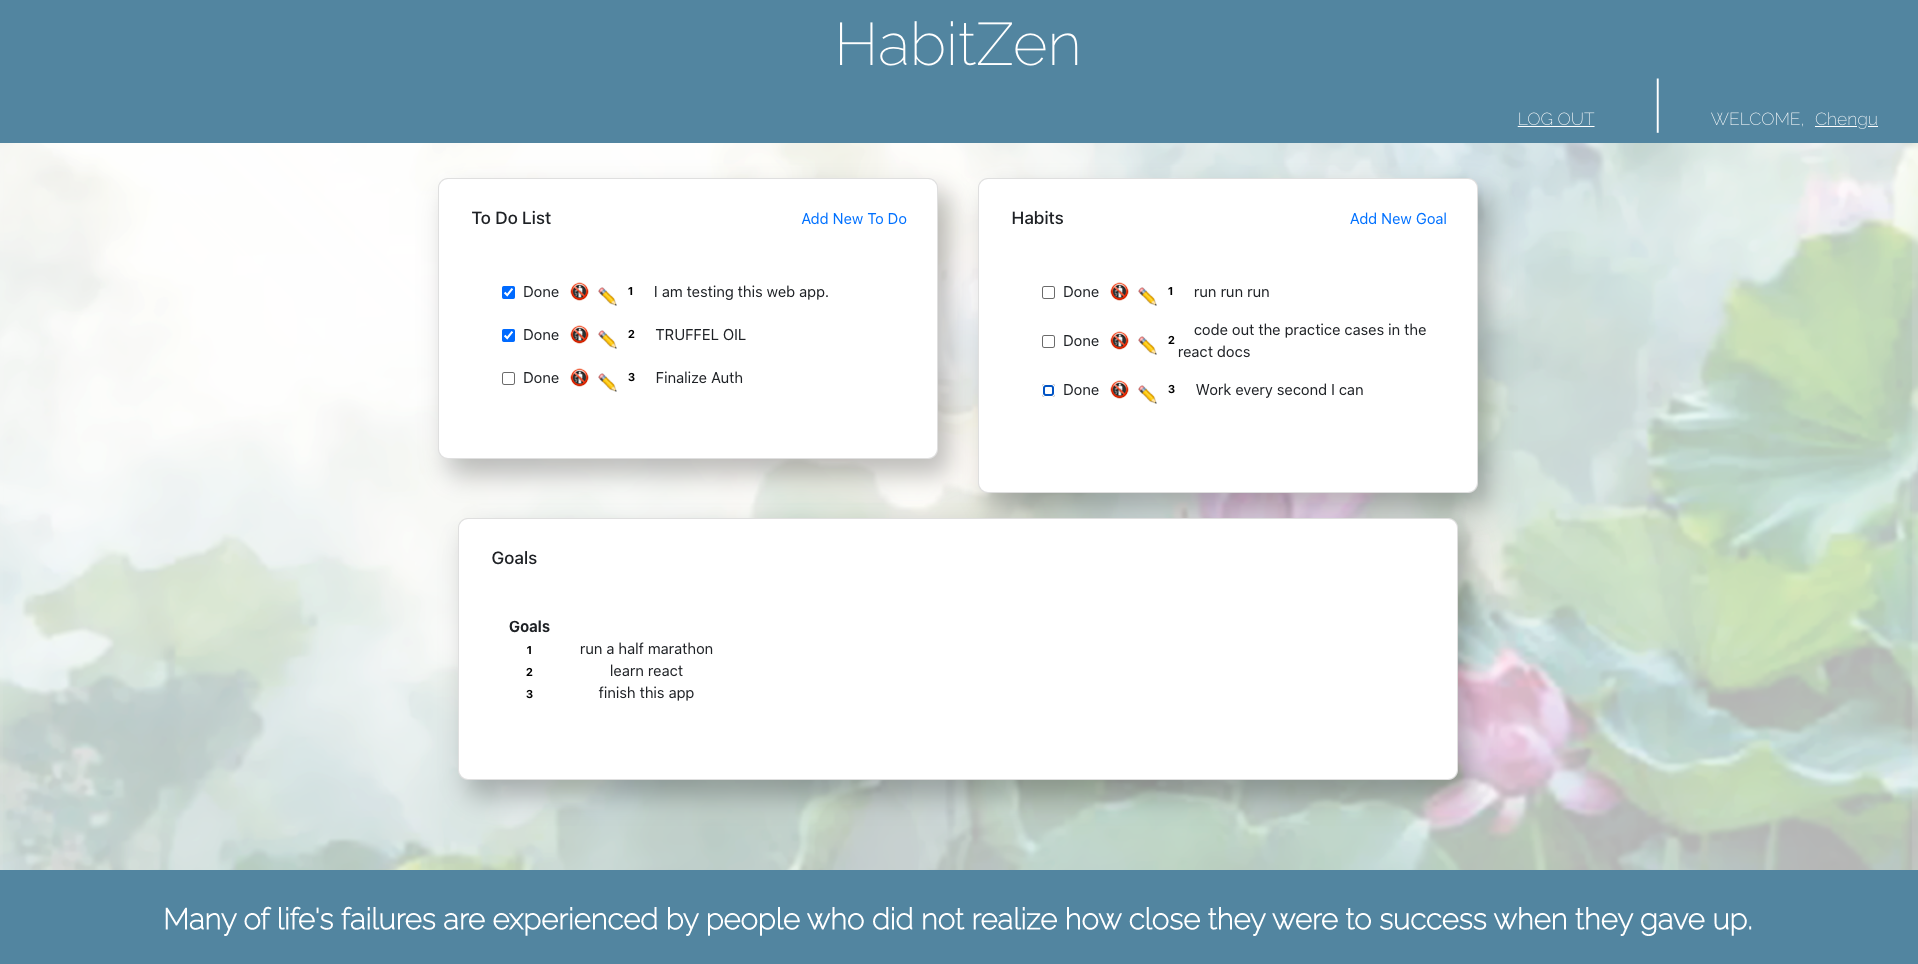 HabitZen
LOG OUT
WELCOME, Chengu
To Do List
Add New To Do
Done 1 I am testing this web app.
Done 2 TRUFFEL OIL
Done 3 Finalize Auth
Habits
Add New Goal
Done 1 run run run
Done 2 code out the practice cases in the
react docs
Done 3 Work every second I can
Goals
Goals
1 run a half marathon
2 learn react
3 finish this app
Many of life's failures are experienced by people who did not realize how close they were to success when they gave up.